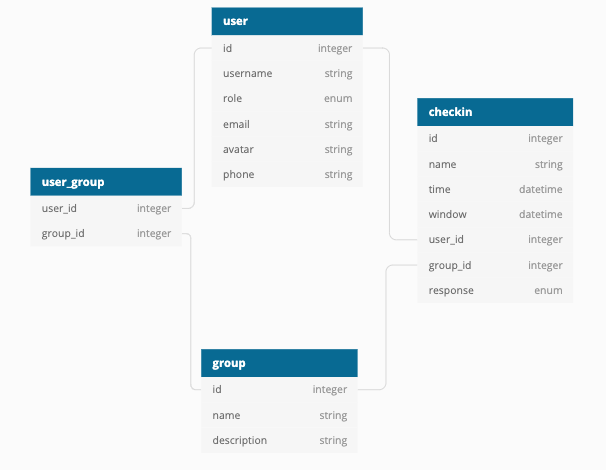 user
id integer
username string
role enum
email string
avatar string
phone string
checkin
id integer
name string
time datetime
window datetime
user_id integer
group_id integer
response enum
user_group
user_id integer
group_id integer
group
id integer
name string
description string